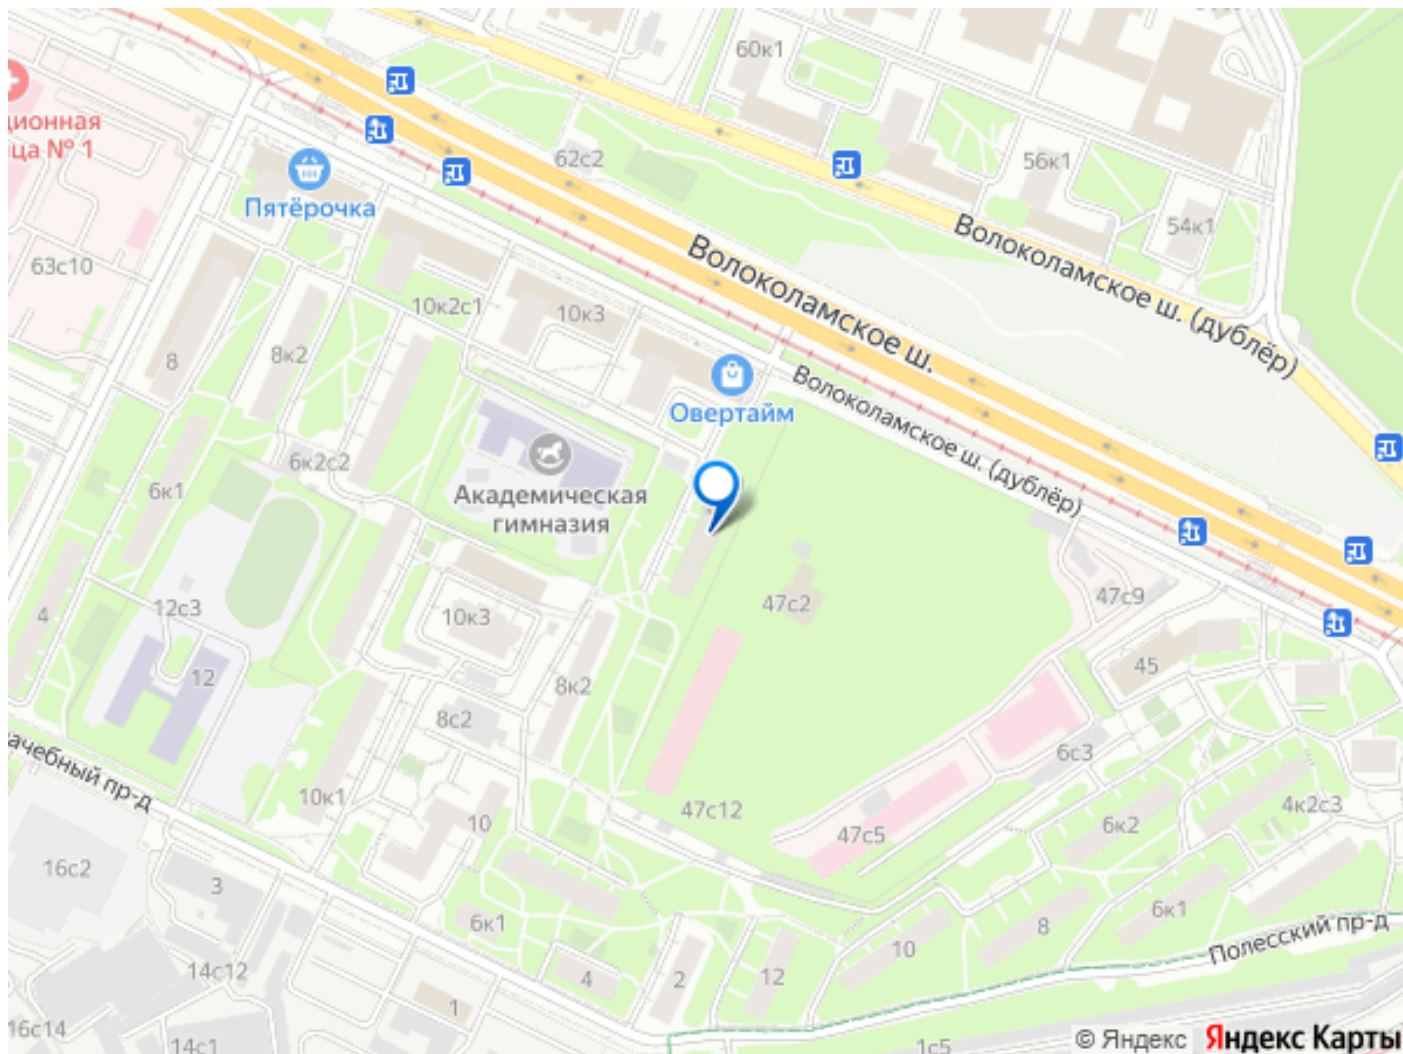 60к1
62с2
56к1
54к1
ционная
ца № 1
Пятёрочка
63с10
Волоколамское ш.
Волоколамское ш. (дублёр)
10к2с1
10к3
8
8к2
Овертайм
Волоколамское ш. (дублёр)
6к2с2
6к1
Академическая
гимназия
47с2
47с9
4
12с3
10к3
45
12
8к2
8с2
6с3
ачебный пр-д
10к1
10
47с12
47с5
6к2
4к2с3
16с2
3
6к1
8
6к1
10
Полесский пр-д
14с12
4
2
12
1
16с14
14с1
1с5
© Яндекс
Яндекс Карты